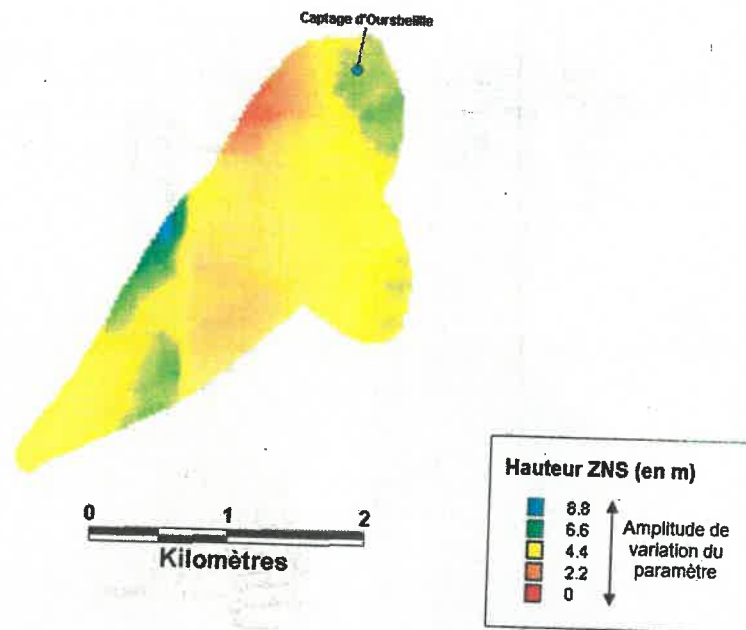 Captage d'Oursbelille
0 1 2
Kilomètres
Hauteur ZNS (en m)
8.8
6.6
4.4
2.2
0
Amplitude de
variation du
paramètre